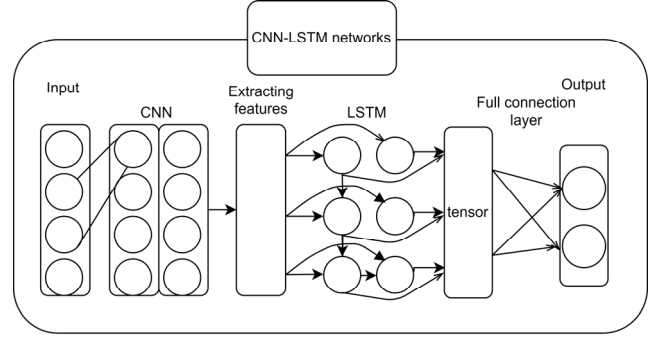 CNN-LSTM networks
Input
CNN
Extracting
features
LSTM
Full connection
layer
Output
tensor